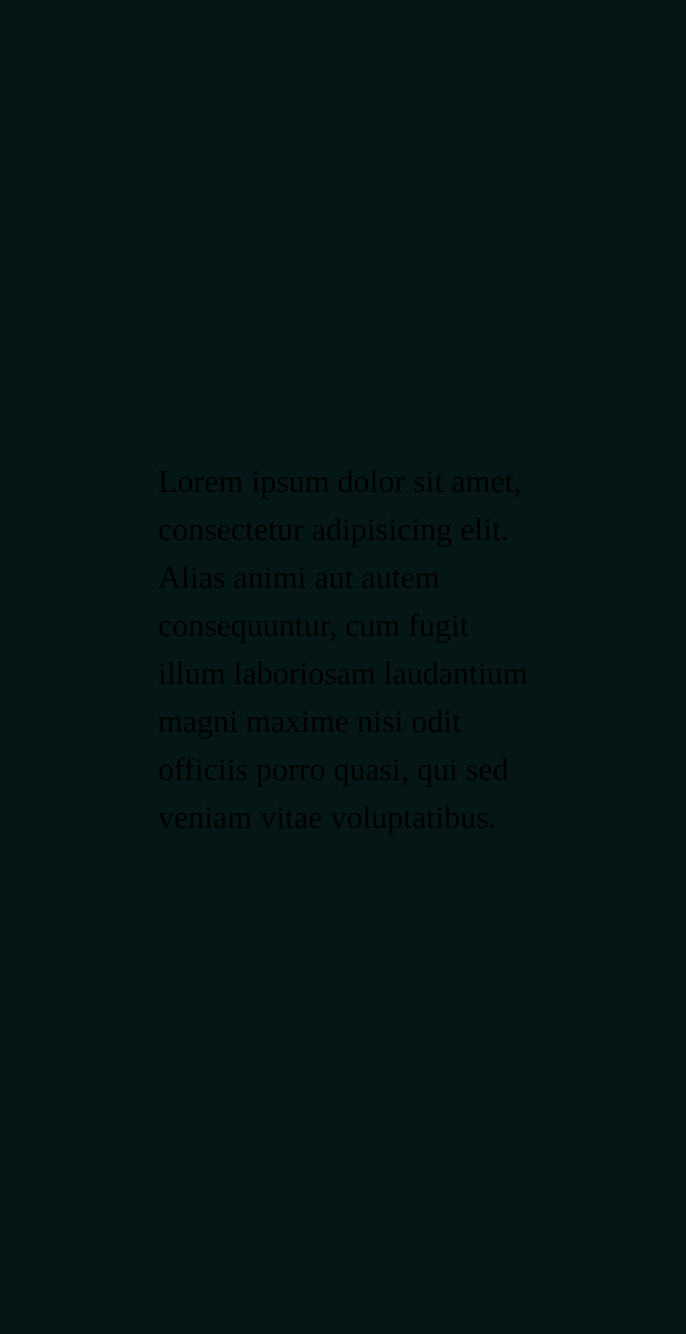 Lorem ipsum dolor sit amet,
consectetur adipisicing elit.
Alias animi aut autem
consequuntur, cum fugit
illum laboriosam laudantium
magni maxime nisi odit
officiis porro quasi, qui sed
veniam vitae voluptatibus.